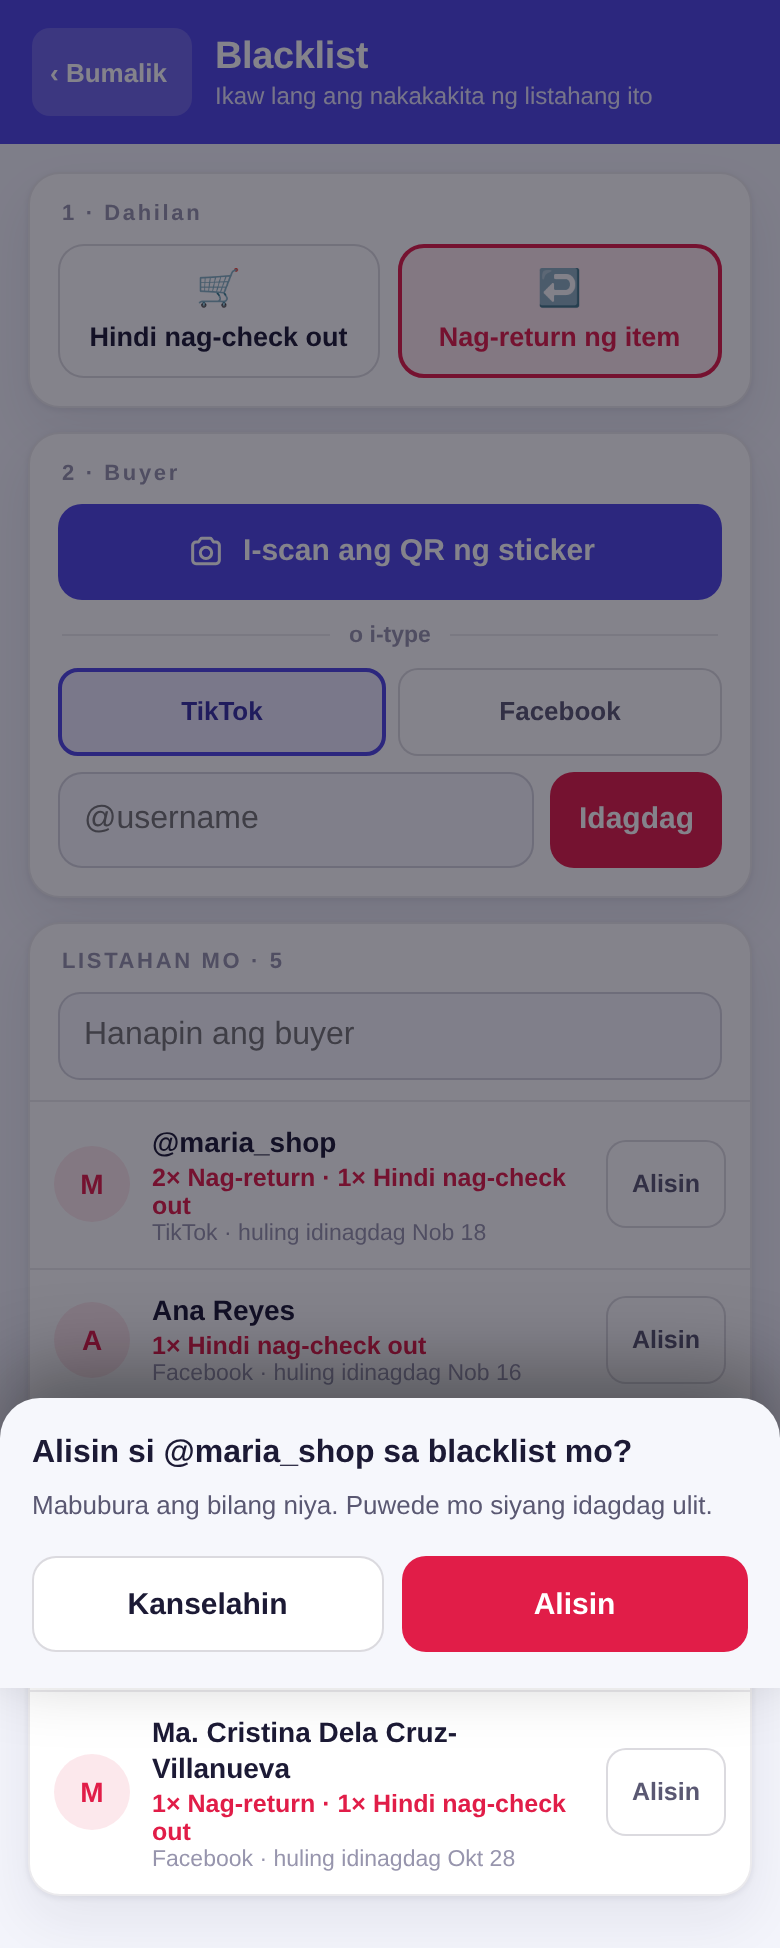 ‹ Bumalik
Blacklist
Ikaw lang ang nakakakita ng listahang ito
1 · Dahilan
Hindi nag-check out
Nag-return ng item
2 · Buyer
I-scan ang QR ng sticker
o i-type
TikTok
Facebook
@username
Idagdag
LISTAHAN MO · 5
Hanapin ang buyer
M
@maria_shop
2× Nag-return · 1× Hindi nag-check
out
TikTok · huling idinagdag Nob 18
Alisin
A
Ana Reyes
1× Hindi nag-check out
Facebook · huling idinagdag Nob 16
Alisin
Alisin si @maria_shop sa blacklist mo?
Mabubura ang bilang niya. Puwede mo siyang idagdag ulit.
Kanselahin
Alisin
M
Ma. Cristina Dela Cruz-
Villanueva
1× Nag-return · 1× Hindi nag-check
out
Facebook · huling idinagdag Okt 28
Alisin